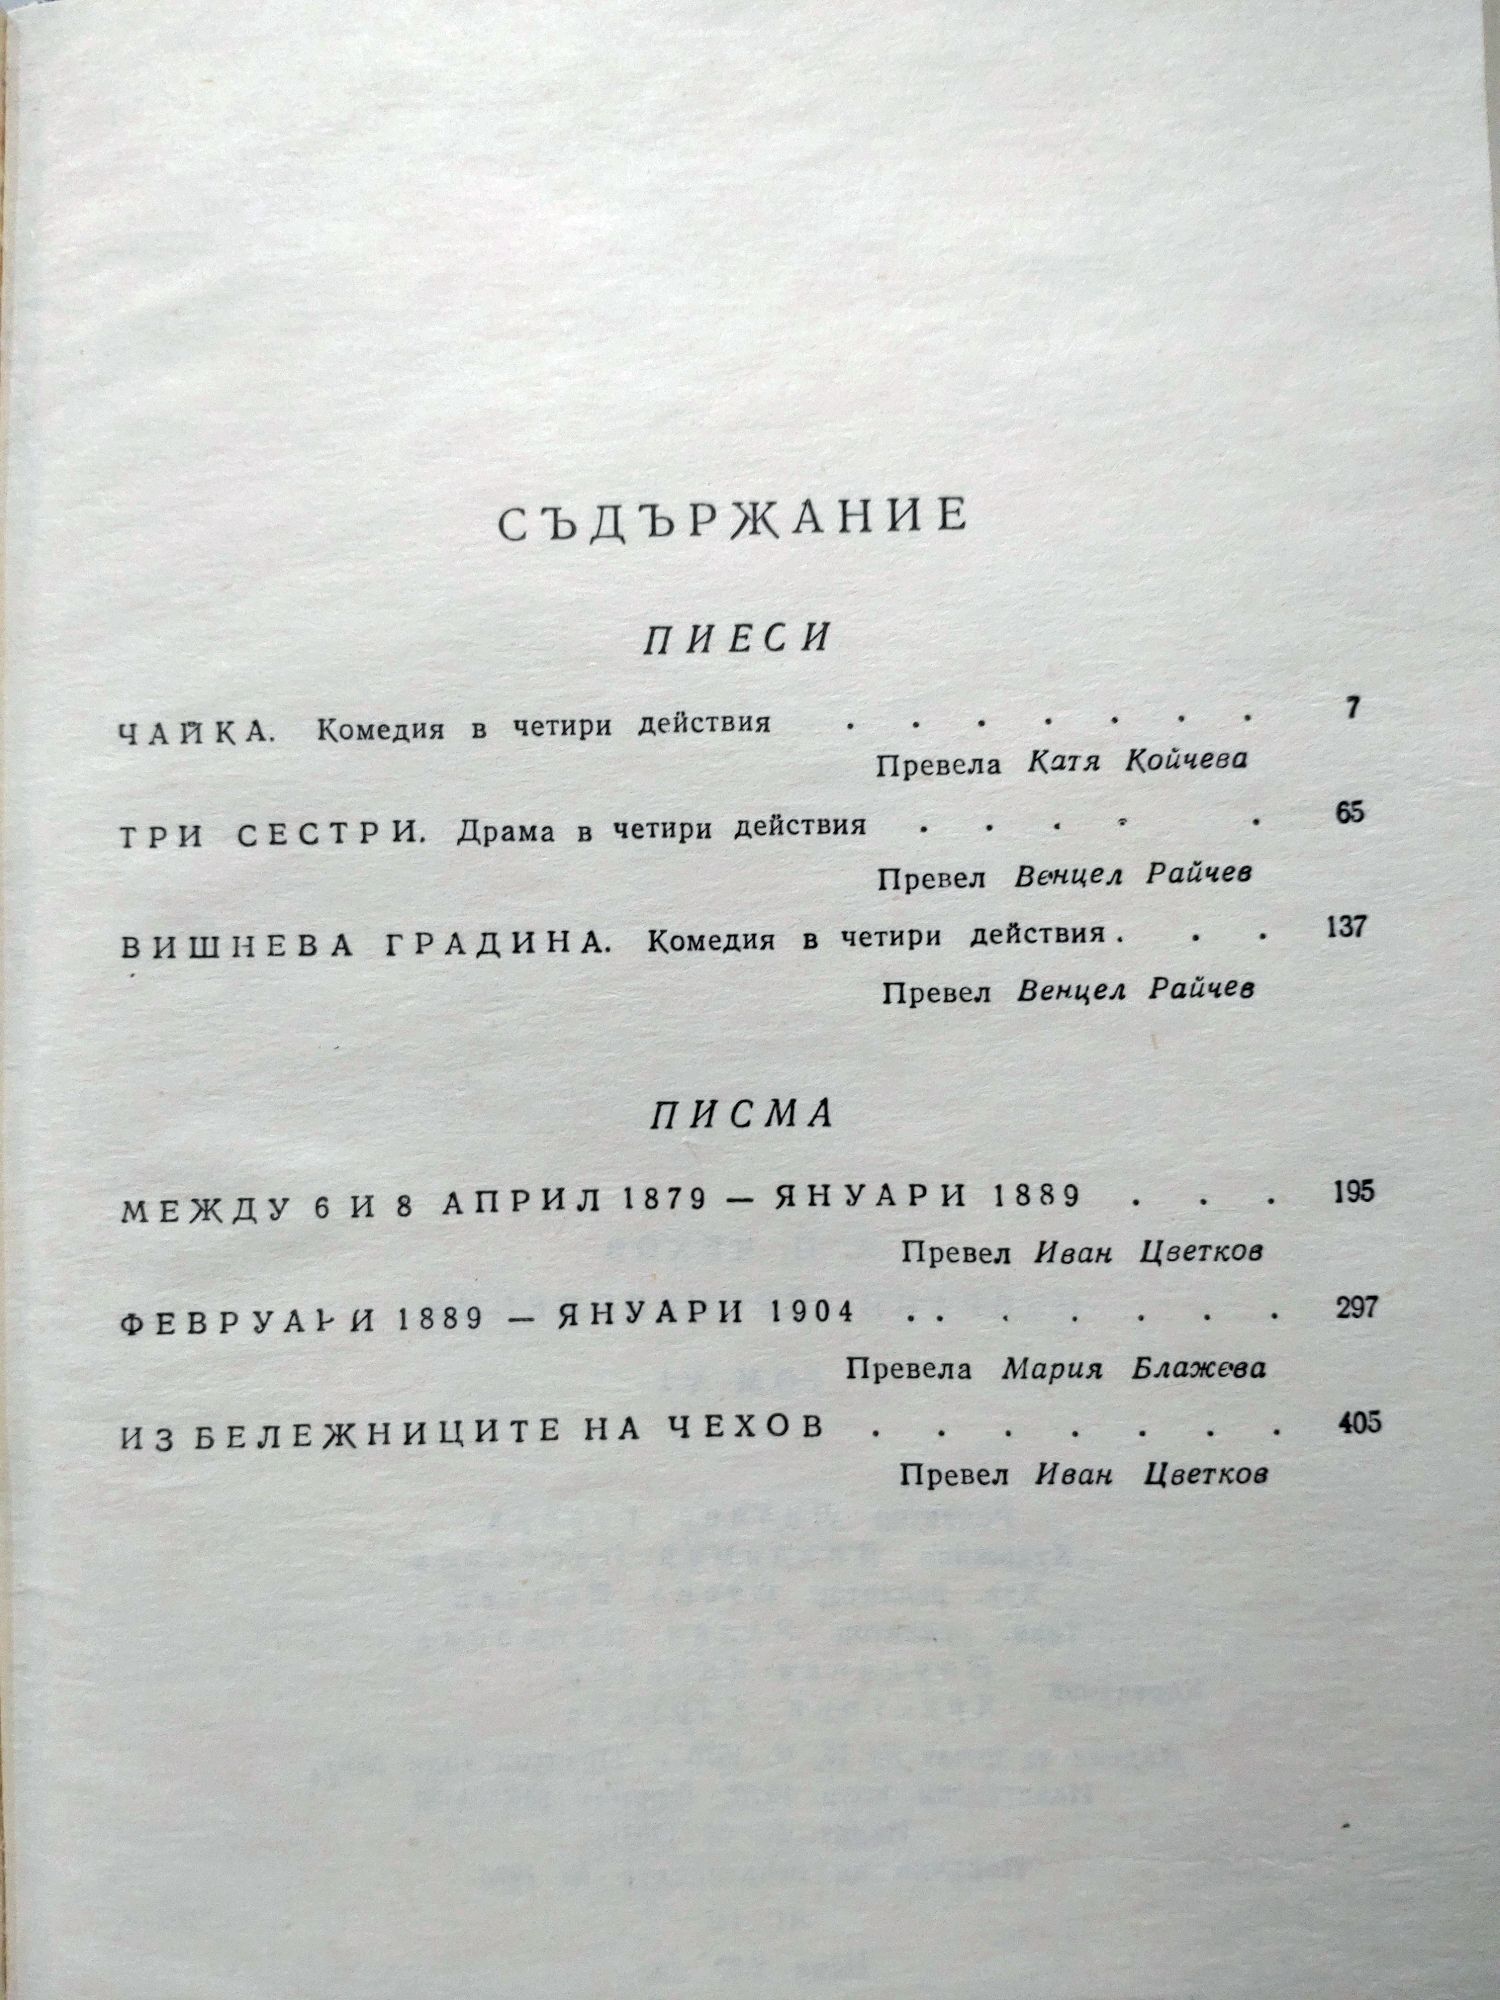 СЪДЪРЖАНИЕ
ПИЕСИ
ЧАЙКА. Комедия в четири действия . . . . . . . 7
Превела Катя Койчева
ТРИ СЕСТРИ. Драма в четири действия . . . . . 65
Превел Венцел Райчев
ВИШНЕВА ГРАДИНА. Комедия в четири действия . . . 137
Превел Венцел Райчев
ПИСМА
МЕЖДУ 6 И 8 АПРИЛ 1879 — ЯНУАРИ 1889 . . . 195
Превел Иван Цветков
ФЕВРУАРИ 1889 — ЯНУАРИ 1904 . . . . . . . 297
Превела Мария Блажева
ИЗ БЕЛЕЖНИЦИТЕ НА ЧЕХОВ . . . . . . . 405
Превел Иван Цветков